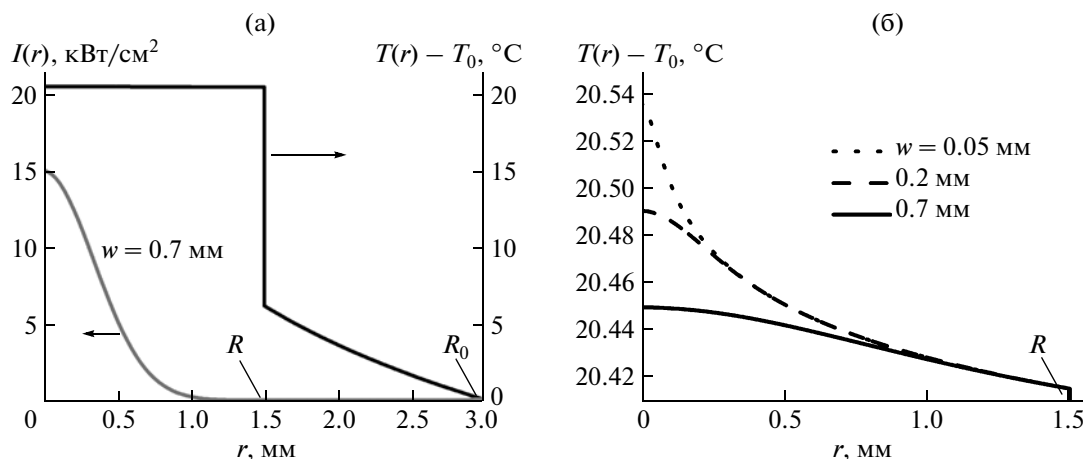 (а)
I(r), кВт/см²
T(r) – T₀, °C
20
15
10
5
0
w = 0.7 мм
R
R₀
20
15
10
5
0
0.5
1.0
1.5
2.0
2.5
3.0
r, мм
(б)
T(r) – T₀, °C
20.54
20.52
20.50
20.48
20.46
20.44
20.42
w = 0.05 мм
0.2 мм
0.7 мм
R
0
0.5
1.0
1.5
r, мм